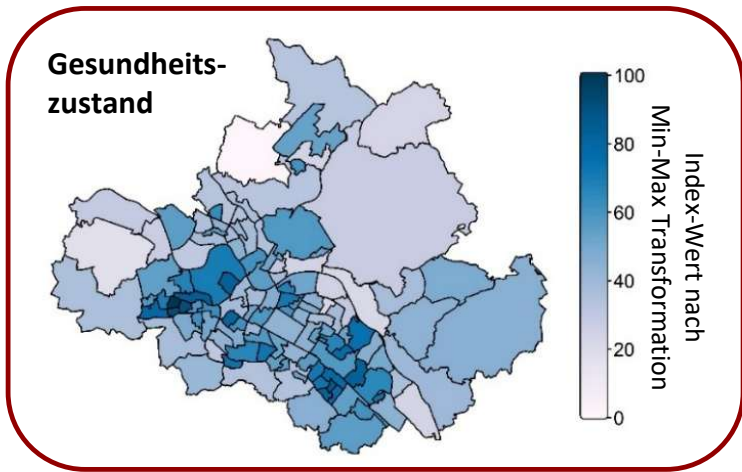 Gesundheits-
zustand
100
80
60
40
20
0
Index-Wert nach
Min-Max Transformation